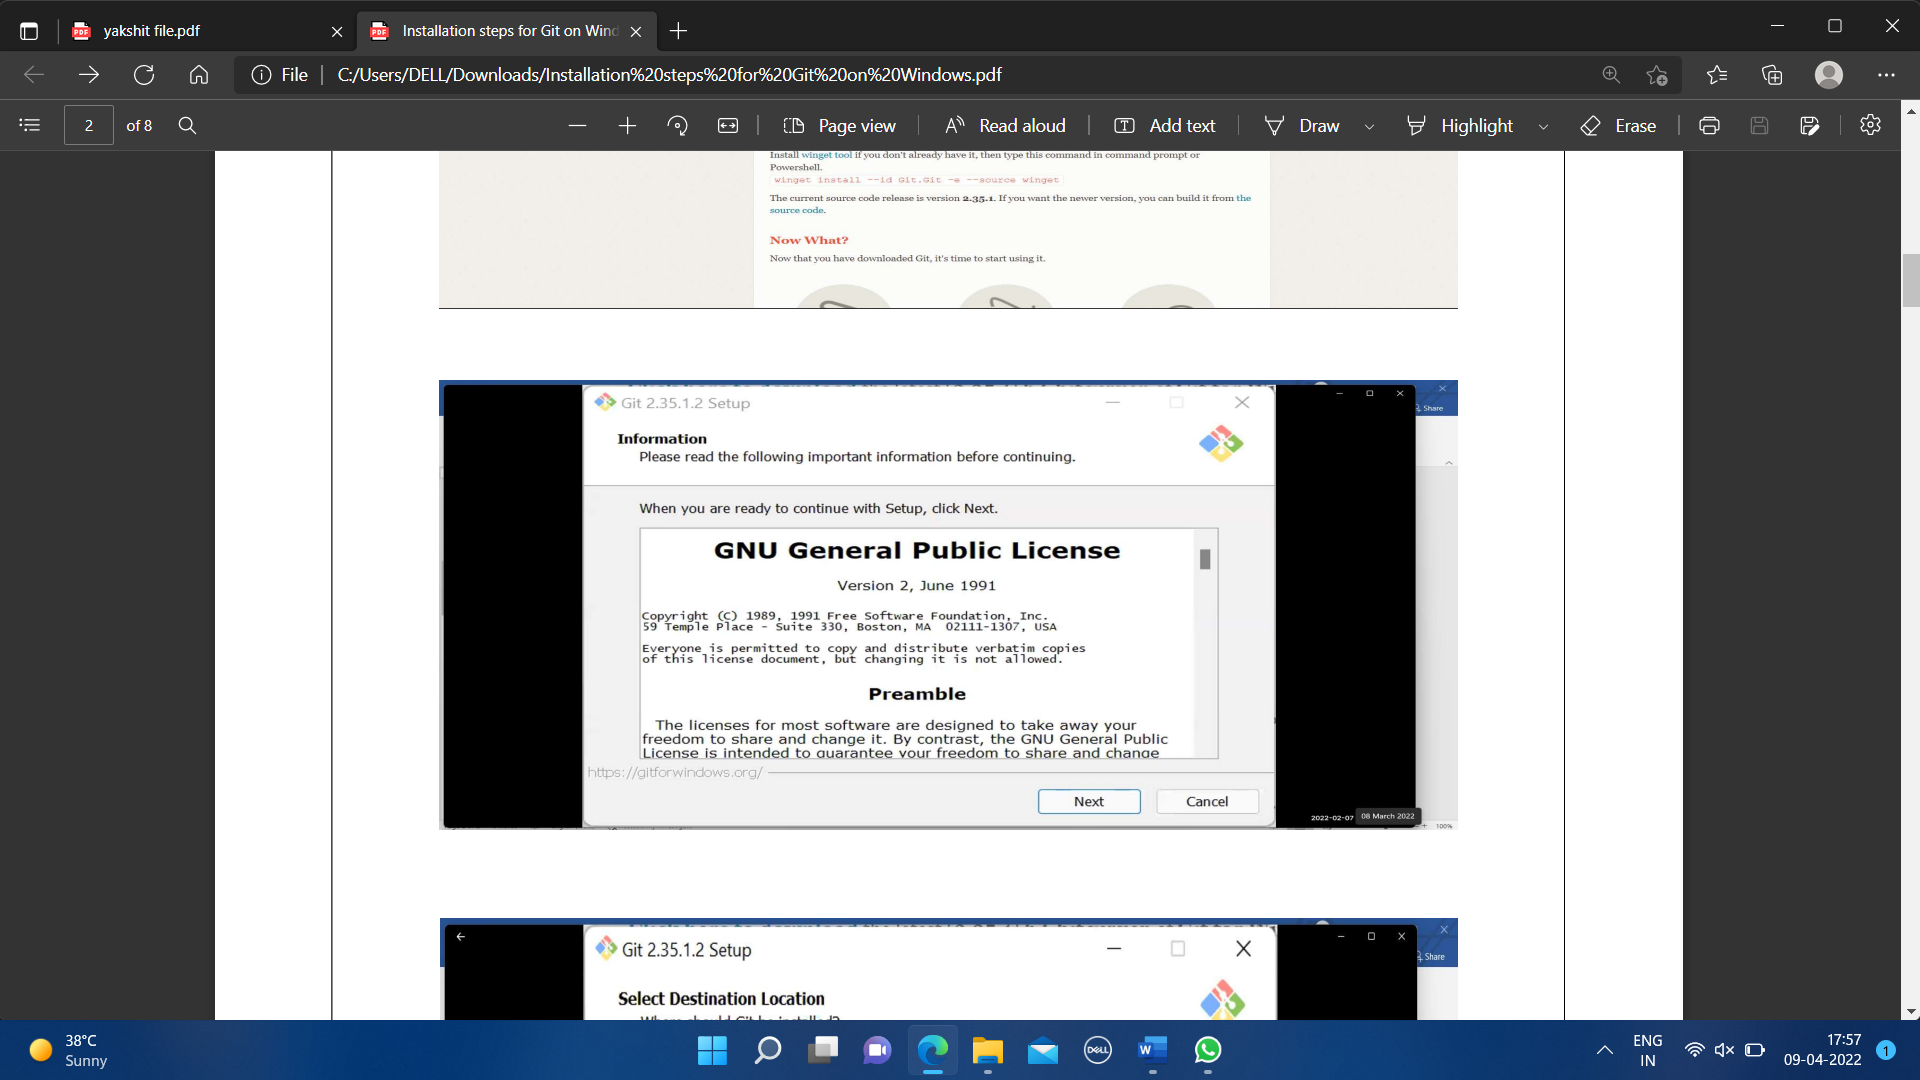 yakshit file.pdf
Installation steps for Git on Wind
File
C:/Users/DELL/Downloads/Installation%20steps%20for%20Git%20on%20Windows.pdf
2 of 8
Page view
Read aloud
Add text
Draw
Highlight
Erase
Install winget tool if you don't already have it, then type this command in command prompt or
Powershell.
winget install --id Git.Git -e --source winget
The current source code release is version 2.35.1. If you want the newer version, you can build it from the
source code.
Now What?
Now that you have downloaded Git, it's time to start using it.
Git 2.35.1.2 Setup
Share
Information
Please read the following important information before continuing.
When you are ready to continue with Setup, click Next.
GNU General Public License
Version 2, June 1991
Copyright (C) 1989, 1991 Free Software Foundation, Inc.
59 Temple Place - Suite 330, Boston, MA 02111-1307, USA
Everyone is permitted to copy and distribute verbatim copies
of this license document, but changing it is not allowed.
Preamble
The licenses for most software are designed to take away your
freedom to share and change it. By contrast, the GNU General Public
License is intended to guarantee your freedom to share and change
https://gitforwindows.org/
Next
Cancel
2022-02-07
08 March 2022
100%
Git 2.35.1.2 Setup
Share
Select Destination Location
Where should Git be installed?
38°C
Sunny
DELL
W
ENG
IN
17:57
09-04-2022
1